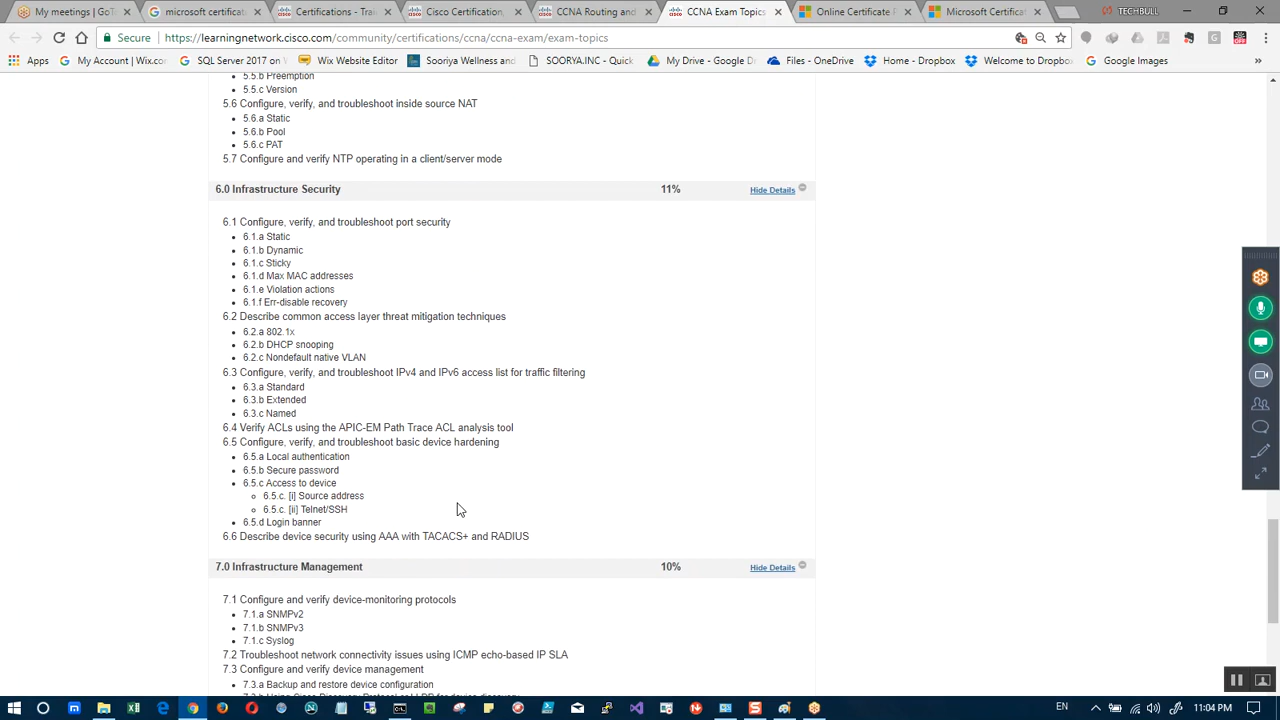 My meetings | GoTo
microsoft certificat
Certifications - Trai
Cisco Certification,
CCNA Routing and
CCNA Exam Topics
Online Certificate P
Microsoft Certificat
TECHBULL
Secure
https://learningnetwork.cisco.com/community/certifications/ccna/ccna-exam/exam-topics
Apps
My Account | Wix.co
SQL Server 2017 on
Wix Website Editor
Sooriya Wellness and
SOORYA.INC - Quick
My Drive - Google D
Files - OneDrive
Home - Dropbox
Welcome to Dropbox
Google Images
»
5.5.b Preemption
5.5.c Version
5.6 Configure, verify, and troubleshoot inside source NAT
5.6.a Static
5.6.b Pool
5.6.c PAT
5.7 Configure and verify NTP operating in a client/server mode
6.0 Infrastructure Security 11% Hide Details
6.1 Configure, verify, and troubleshoot port security
6.1.a Static
6.1.b Dynamic
6.1.c Sticky
6.1.d Max MAC addresses
6.1.e Violation actions
6.1.f Err-disable recovery
6.2 Describe common access layer threat mitigation techniques
6.2.a 802.1x
6.2.b DHCP snooping
6.2.c Nondefault native VLAN
6.3 Configure, verify, and troubleshoot IPv4 and IPv6 access list for traffic filtering
6.3.a Standard
6.3.b Extended
6.3.c Named
6.4 Verify ACLs using the APIC-EM Path Trace ACL analysis tool
6.5 Configure, verify, and troubleshoot basic device hardening
6.5.a Local authentication
6.5.b Secure password
6.5.c Access to device
6.5.c. [i] Source address
6.5.c. [ii] Telnet/SSH
6.5.d Login banner
6.6 Describe device security using AAA with TACACS+ and RADIUS
7.0 Infrastructure Management 10% Hide Details
7.1 Configure and verify device-monitoring protocols
7.1.a SNMPv2
7.1.b SNMPv3
7.1.c Syslog
7.2 Troubleshoot network connectivity issues using ICMP echo-based IP SLA
7.3 Configure and verify device management
7.3.a Backup and restore device configuration
7.3.b Using Cisco Discovery Protocol or LLDP for device discovery
EN
11:04 PM